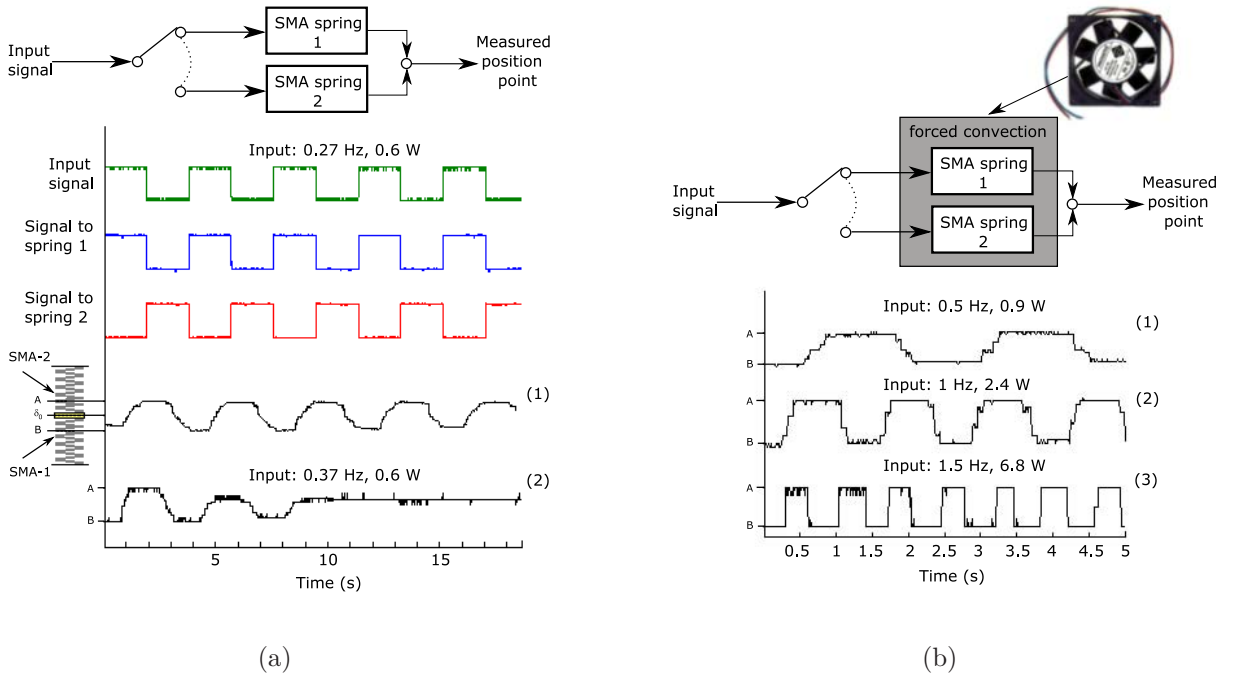 Input
signal
SMA spring
1
SMA spring
2
Measured
position
point
Input: 0.27 Hz, 0.6 W
Input
signal
Signal to
spring 1
Signal to
spring 2
SMA-2
A
δ0
B
SMA-1
(1)
Input: 0.37 Hz, 0.6 W
(2)
A
B
5 10 15
Time (s)
(a)
forced convection
Input
signal
SMA spring
1
SMA spring
2
Measured
position
point
Input: 0.5 Hz, 0.9 W
(1)
A
B
Input: 1 Hz, 2.4 W
(2)
A
B
Input: 1.5 Hz, 6.8 W
(3)
A
B
0.5 1 1.5 2 2.5 3 3.5 4 4.5 5
Time (s)
(b)